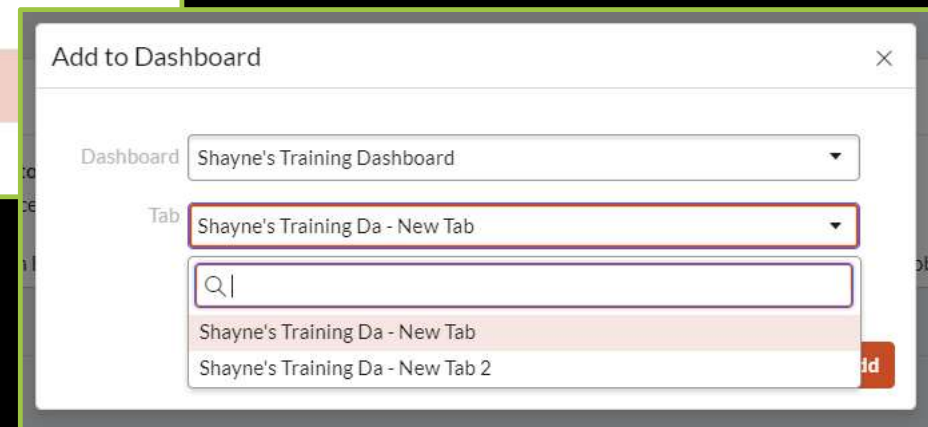 Add to Dashboard
Dashboard Shayne's Training Dashboard
Tab Shayne's Training Da - New Tab
Shayne's Training Da - New Tab
Shayne's Training Da - New Tab 2